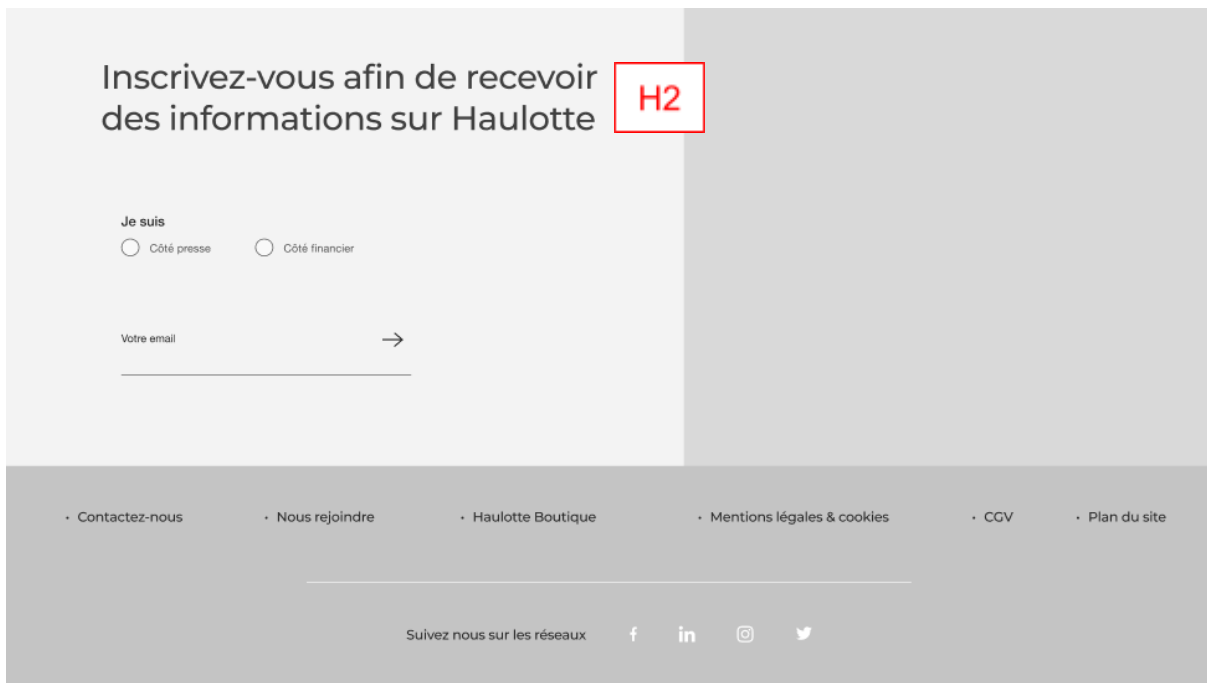 Inscrivez-vous afin de recevoir
des informations sur Haulotte
H2
Je suis
Côté presse
Côté financier
Votre email
• Contactez-nous
• Nous rejoindre
• Haulotte Boutique
• Mentions légales & cookies
• CGV
• Plan du site
Suivez nous sur les réseaux